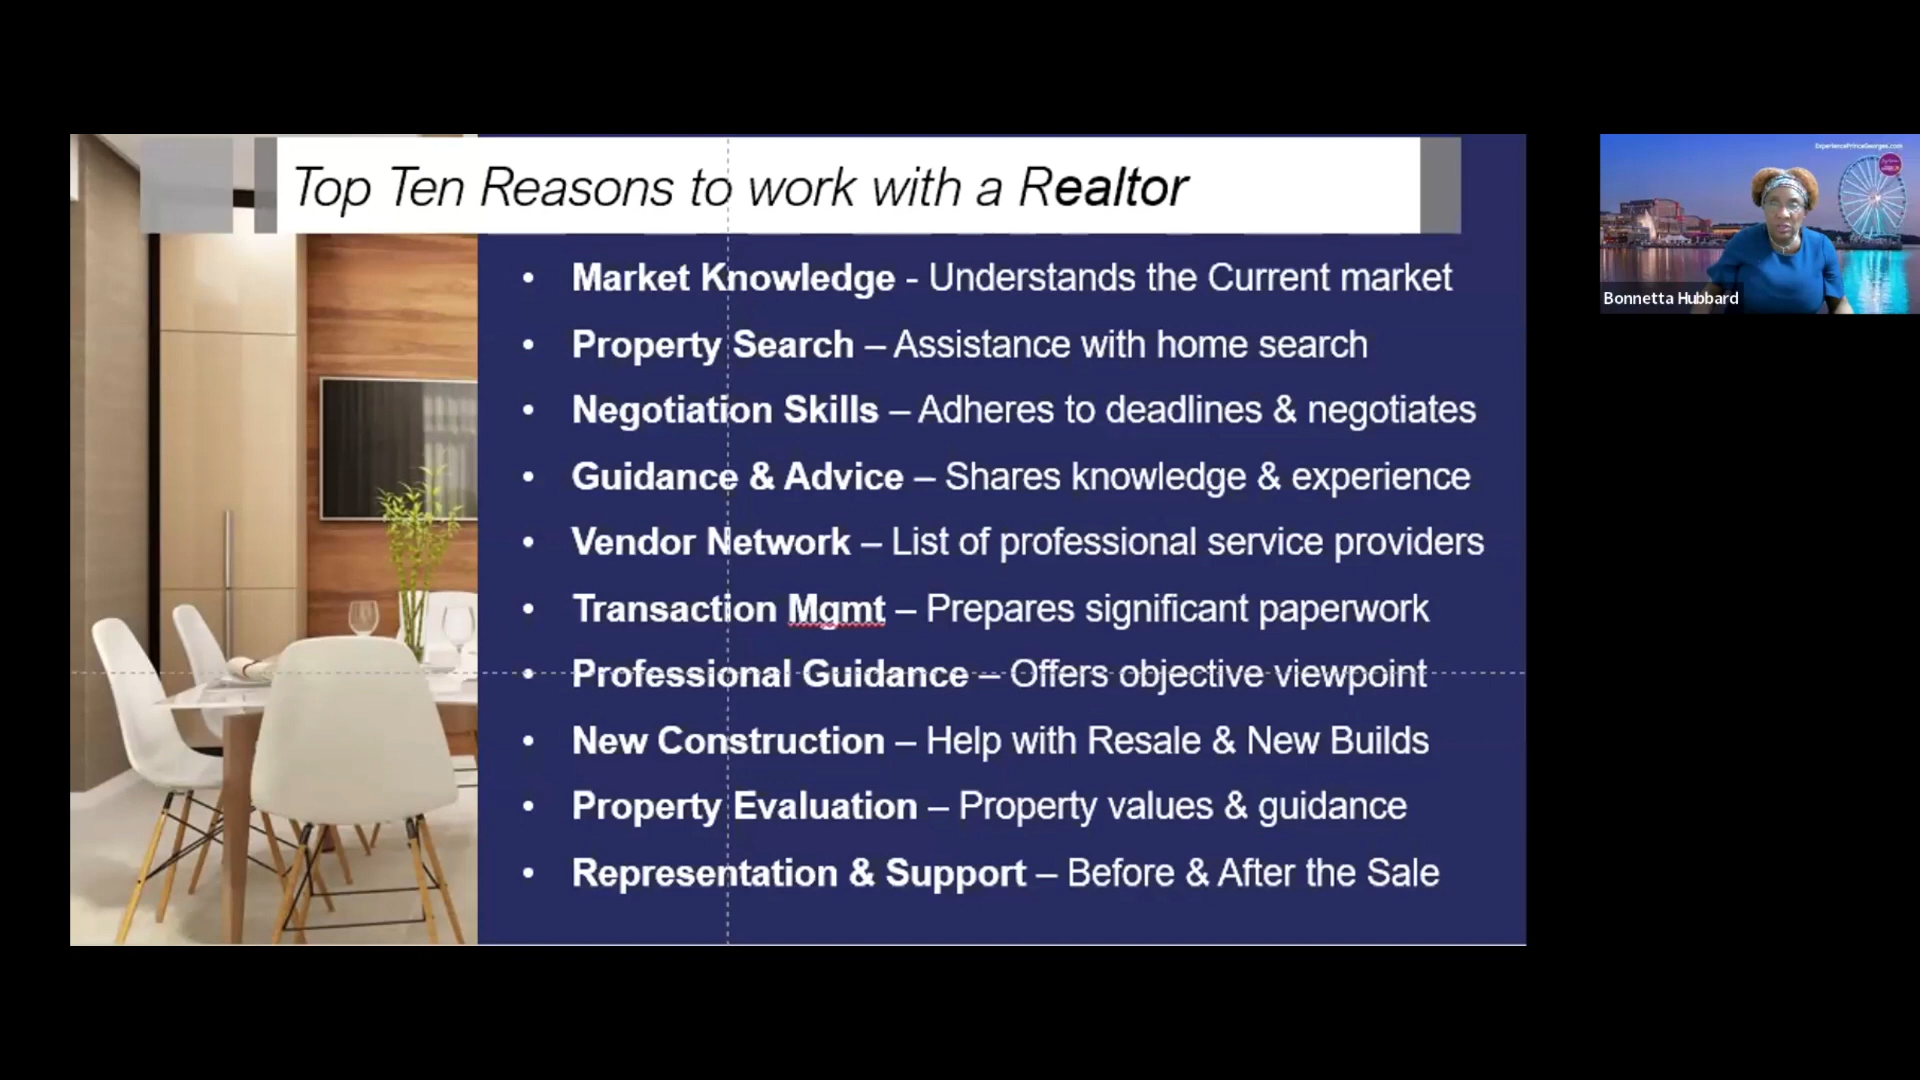 Top Ten Reasons to work with a Realtor
• Market Knowledge - Understands the Current market
• Property Search – Assistance with home search
• Negotiation Skills – Adheres to deadlines & negotiates
• Guidance & Advice – Shares knowledge & experience
• Vendor Network – List of professional service providers
• Transaction Mgmt – Prepares significant paperwork
• Professional Guidance – Offers objective viewpoint
• New Construction – Help with Resale & New Builds
• Property Evaluation – Property values & guidance
• Representation & Support – Before & After the Sale
ExperiencePrinceGeorges.com
Bonnetta Hubbard